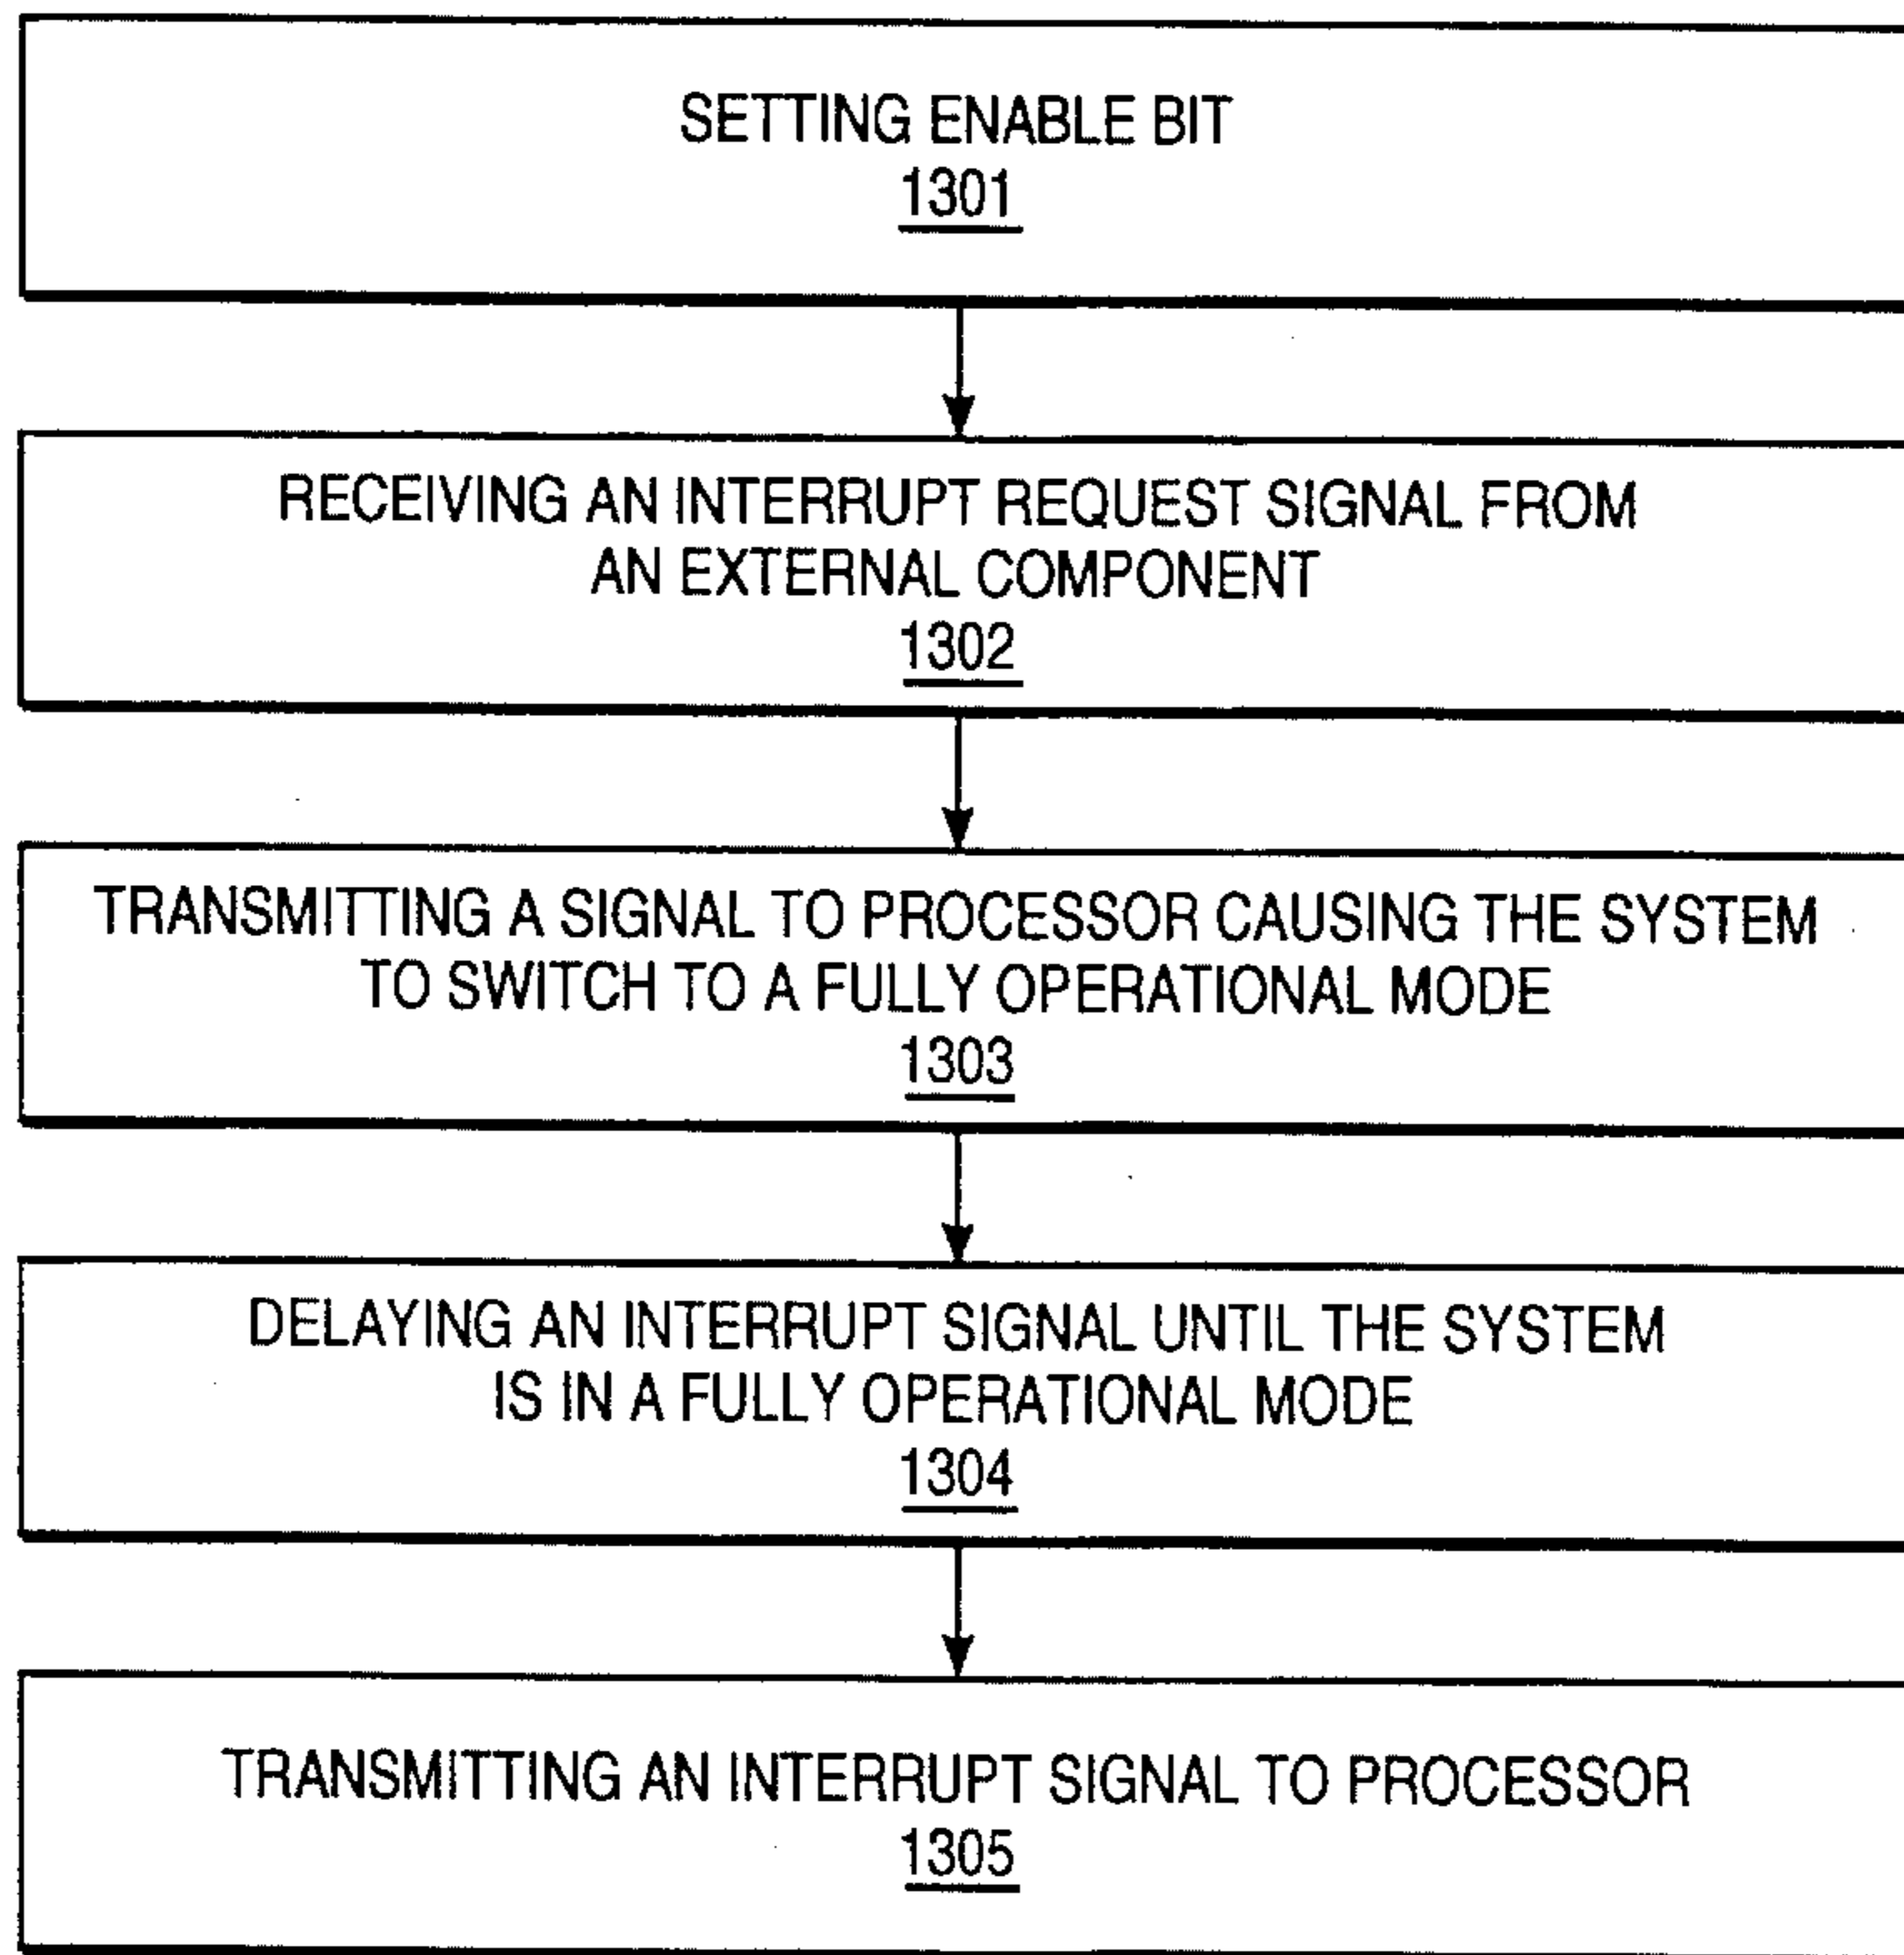 SETTING ENABLE BIT
1301
RECEIVING AN INTERRUPT REQUEST SIGNAL FROM
AN EXTERNAL COMPONENT
1302
TRANSMITTING A SIGNAL TO PROCESSOR CAUSING THE SYSTEM
TO SWITCH TO A FULLY OPERATIONAL MODE
1303
DELAYING AN INTERRUPT SIGNAL UNTIL THE SYSTEM
IS IN A FULLY OPERATIONAL MODE
1304
TRANSMITTING AN INTERRUPT SIGNAL TO PROCESSOR
1305